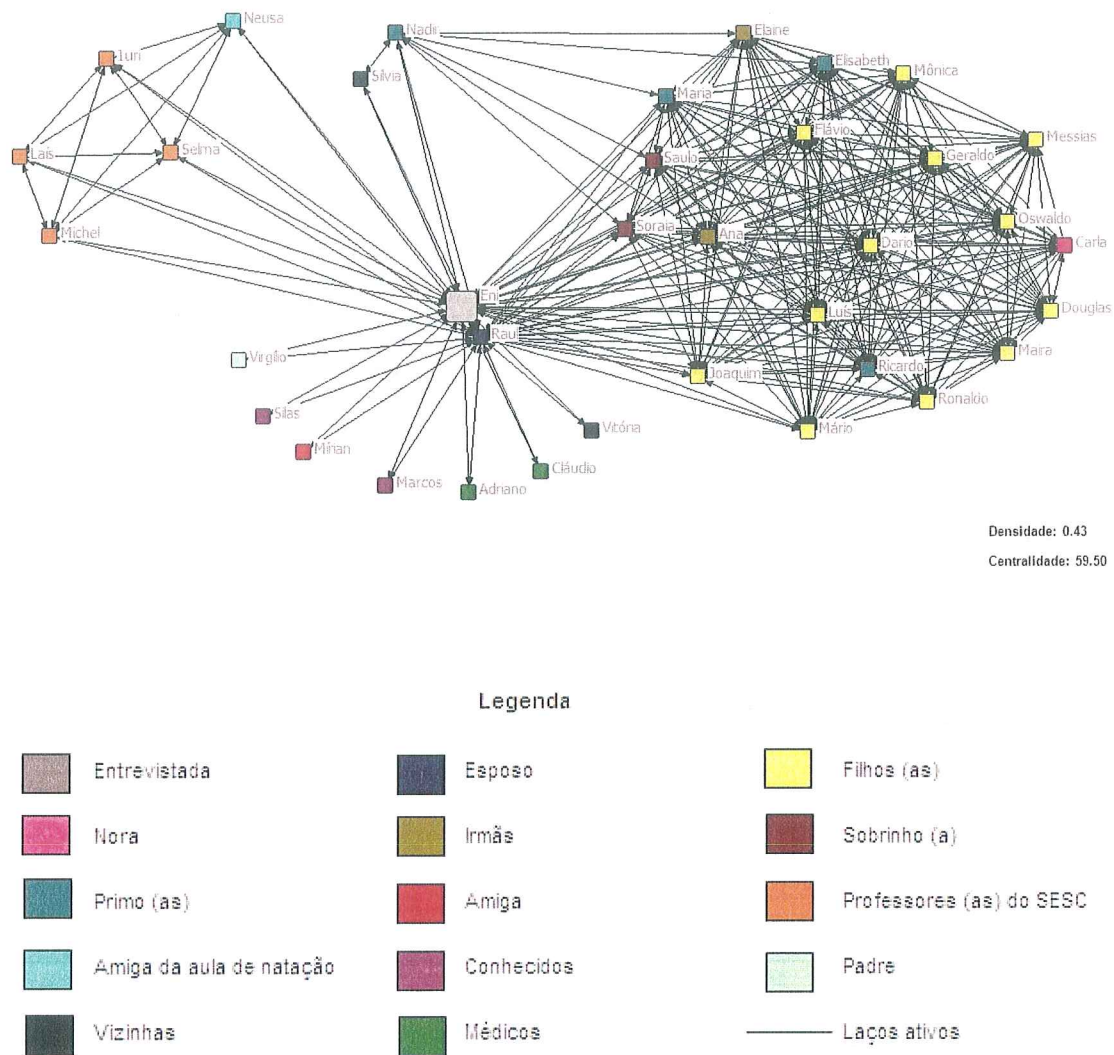 Neusa
Nadir
Elaine
Iuri
Elisabeth
Mônica
Silvia
Maria
Flávio
Messias
Laís
Selma
Saulo
Geraldo
Michel
Soraia
Ana
Oswaldo
Dario
Carla
Eni
Raul
Luís
Douglas
Virgílio
Joaquim
Ricardo
Maira
Silas
Ronaldo
Mírian
Vitória
Mário
Marcos
Adriano
Cláudio
Densidade: 0.43
Centralidade: 59.50
Legenda
Entrevistada
Esposo
Filhos (as)
Nora
Irmãs
Sobrinho (a)
Primo (as)
Amiga
Professores (as) do SESC
Amiga da aula de natação
Conhecidos
Padre
Vizinhas
Médicos
Laços ativos